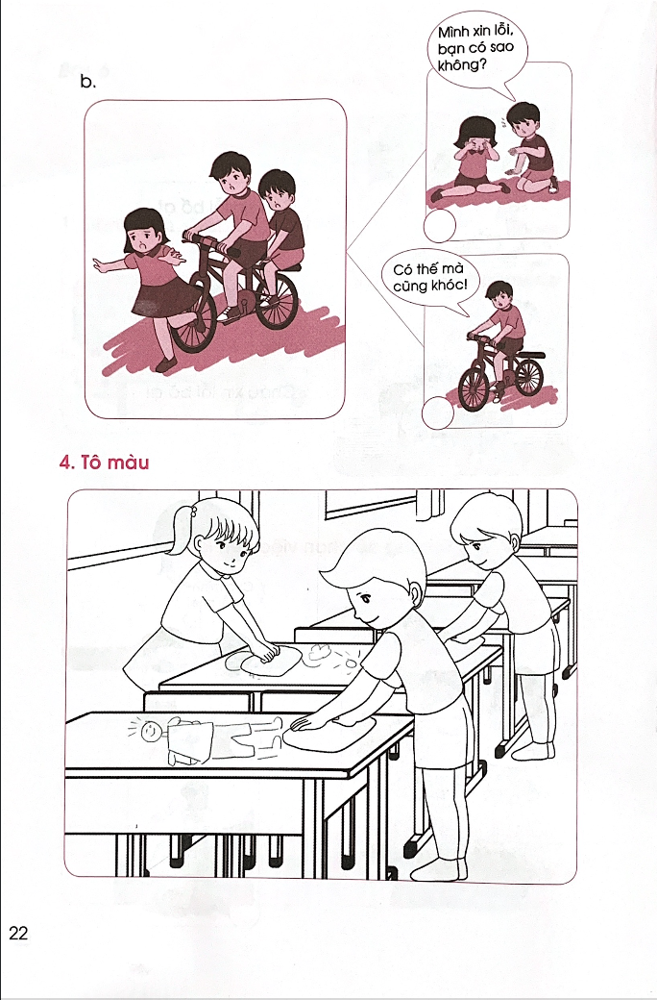 Mình xin lỗi,
bạn có sao
không?
b.
Có thế mà
cũng khóc!
4. Tô màu
22